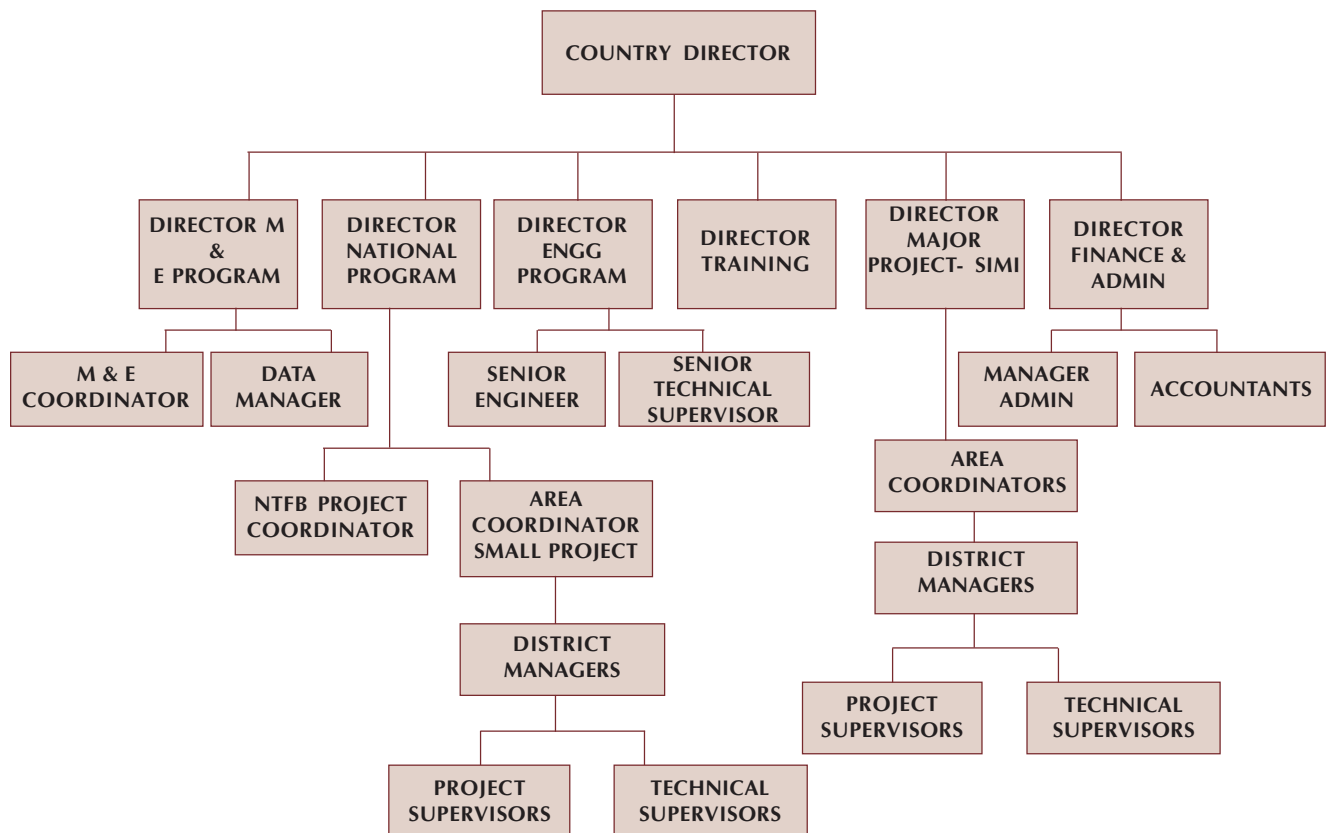 COUNTRY DIRECTOR
DIRECTOR M
&
E PROGRAM
DIRECTOR
NATIONAL
PROGRAM
DIRECTOR
ENGG
PROGRAM
DIRECTOR
TRAINING
DIRECTOR
MAJOR
PROJECT- SIMI
DIRECTOR
FINANCE &
ADMIN
M & E
COORDINATOR
DATA
MANAGER
SENIOR
ENGINEER
SENIOR
TECHNICAL
SUPERVISOR
MANAGER
ADMIN
ACCOUNTANTS
NTFB PROJECT
COORDINATOR
AREA
COORDINATOR
SMALL PROJECT
AREA
COORDINATORS
DISTRICT
MANAGERS
DISTRICT
MANAGERS
PROJECT
SUPERVISORS
TECHNICAL
SUPERVISORS
PROJECT
SUPERVISORS
TECHNICAL
SUPERVISORS